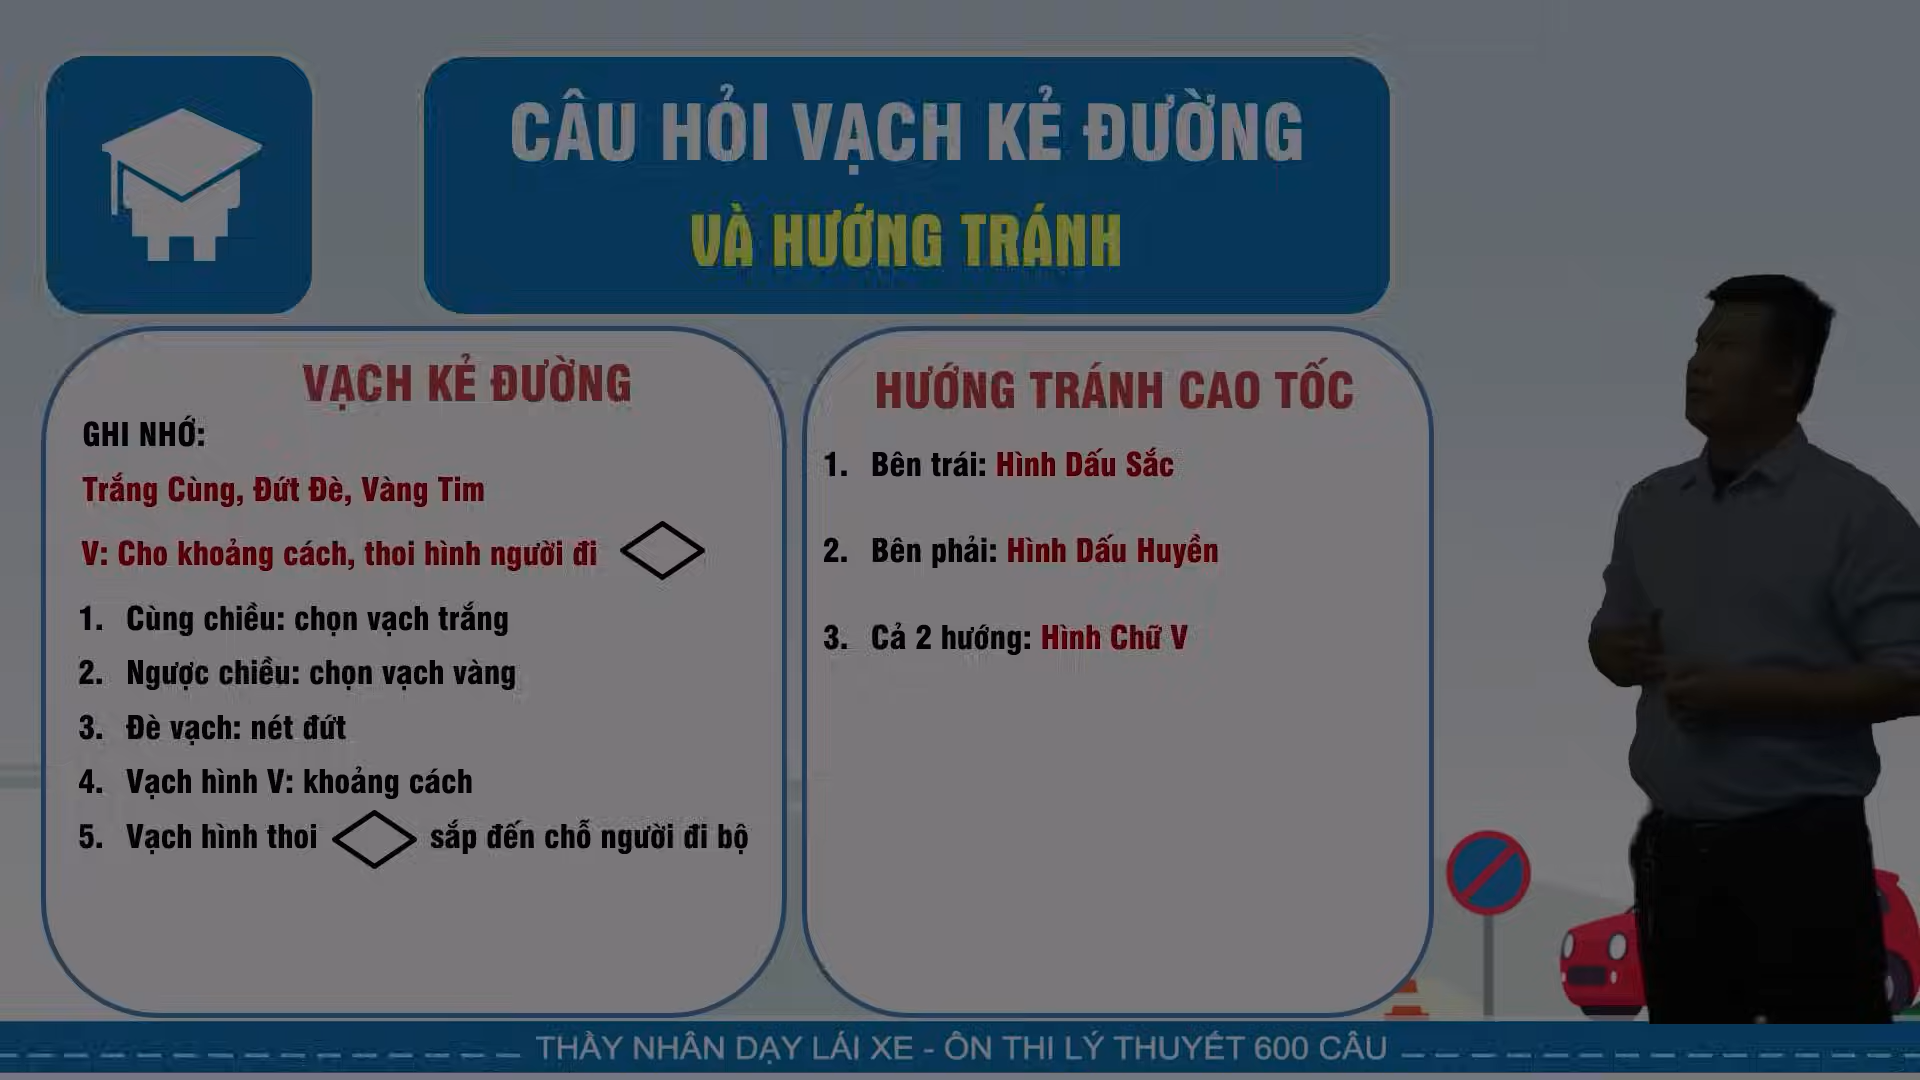 CÂU HỎI VẠCH KẺ ĐƯỜNG
VÀ HƯỚNG TRÁNH
VẠCH KẺ ĐƯỜNG
GHI NHỚ:
Trắng Cùng, Đứt Đè, Vàng Tim
V: Cho khoảng cách, thoi hình người đi
1. Cùng chiều: chọn vạch trắng
2. Ngược chiều: chọn vạch vàng
3. Đè vạch: nét đứt
4. Vạch hình V: khoảng cách
5. Vạch hình thoi sắp đến chỗ người đi bộ
HƯỚNG TRÁNH CAO TỐC
1. Bên trái: Hình Dấu Sắc
2. Bên phải: Hình Dấu Huyền
3. Cả 2 hướng: Hình Chữ V
THẦY NHÂN DẠY LÁI XE - ÔN THI LÝ THUYẾT 600 CÂU